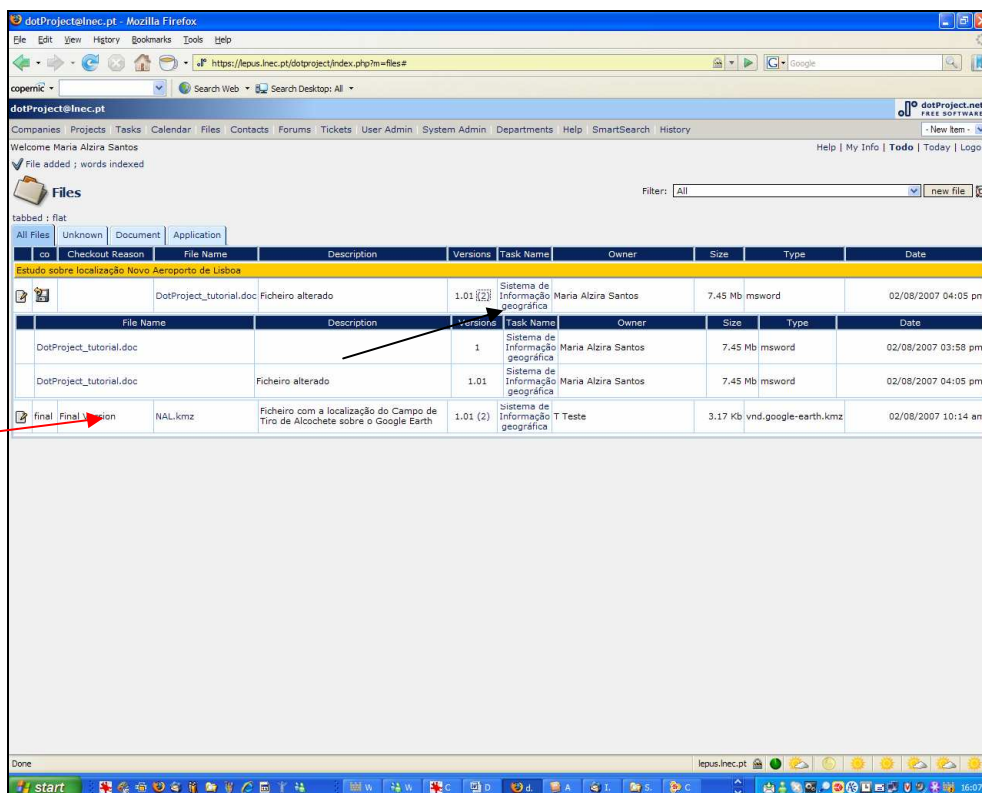 dotProject@lnec.pt - Mozilla Firefox
File Edit View History Bookmarks Tools Help
https://lepus.lnec.pt/dotproject/index.php?m=files#
G Google
copernic
Search Web Search Desktop: All
dotProject@lnec.pt
dotProject.net
FREE SOFTWARE
Companies Projects Tasks Calendar Files Contacts Forums Tickets User Admin System Admin Departments Help SmartSearch History
- New Item -
Welcome Maria Alzira Santos
Help | My Info | Todo | Today | Logo
File added ; words indexed
Files
Filter: All
new file
tabbed : flat
All Files Unknown Document Application
co Checkout Reason File Name Description Versions Task Name Owner Size Type Date
Estudo sobre localização Novo Aeroporto de Lisboa
DotProject_tutorial.doc Ficheiro alterado 1.01 (2) Sistema de Informação geográfica Maria Alzira Santos 7.45 Mb msword 02/08/2007 04:05 pm
File Name Description Versions Task Name Owner Size Type Date
DotProject_tutorial.doc 1 Sistema de Informação geográfica Maria Alzira Santos 7.45 Mb msword 02/08/2007 03:58 pm
DotProject_tutorial.doc Ficheiro alterado 1.01 Sistema de Informação geográfica Maria Alzira Santos 7.45 Mb msword 02/08/2007 04:05 pm
final Final Version NAL.kmz Ficheiro com a localização do Campo de Tiro de Alcochete sobre o Google Earth 1.01 (2) Sistema de Informação geográfica T Teste 3.17 Kb vnd.google-earth.kmz 02/08/2007 10:14 am
Done
lepus.lnec.pt
start
W W C D d. A I. S. C
16:07